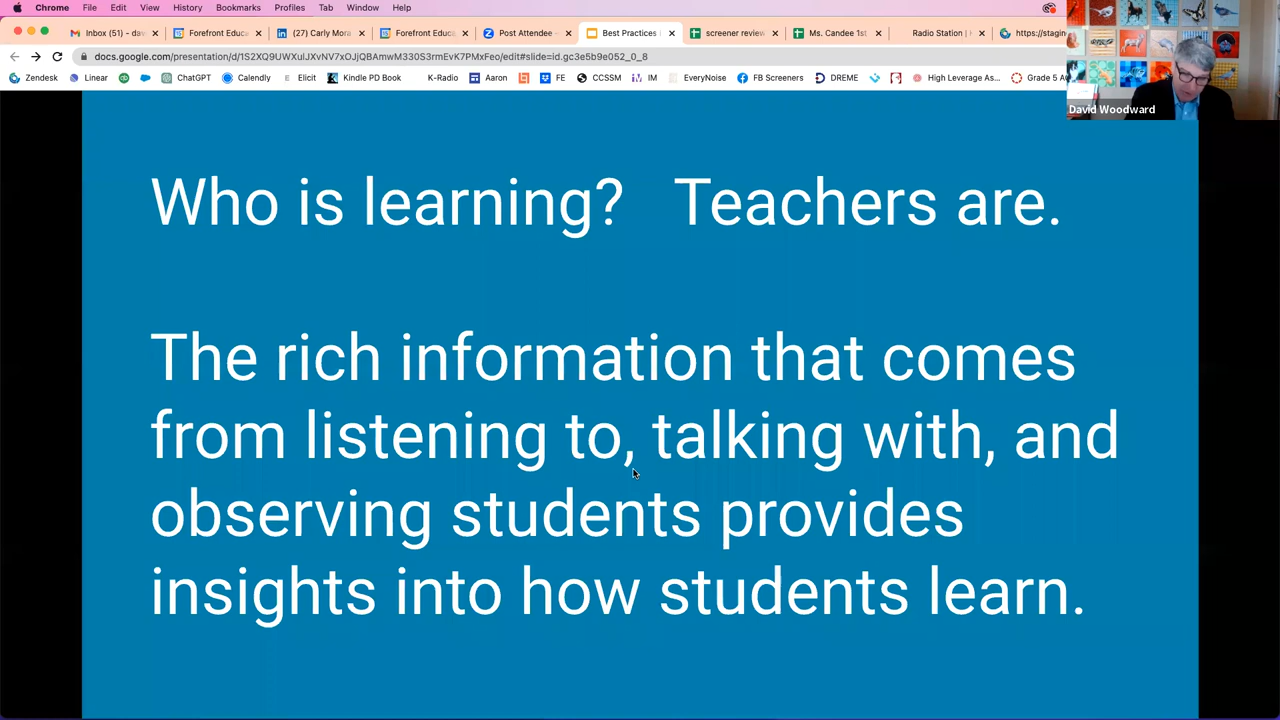 Chrome File Edit View History Bookmarks Profiles Tab Window Help
Inbox (51) - dav Forefront Educa (27) Carly Mora Forefront Educa Post Attendee - Best Practices screener review Ms. Candee 1st Radio Station | https://staging
docs.google.com/presentation/d/1S2XQ9UWXulJXrNV7xOJjQBAmwM330S3rmEvK7PMxFeo/edit#slide=id.gc3e5b9e052_0_8
Zendesk Linear ChatGPT Calendly Elicit Kindle PD Book K-Radio Aaron FE CCSSM IM EveryNoise FB Screeners DREME High Leverage As... Grade 5
David Woodward
Who is learning? Teachers are.
The rich information that comes
from listening to, talking with, and
observing students provides
insights into how students learn.